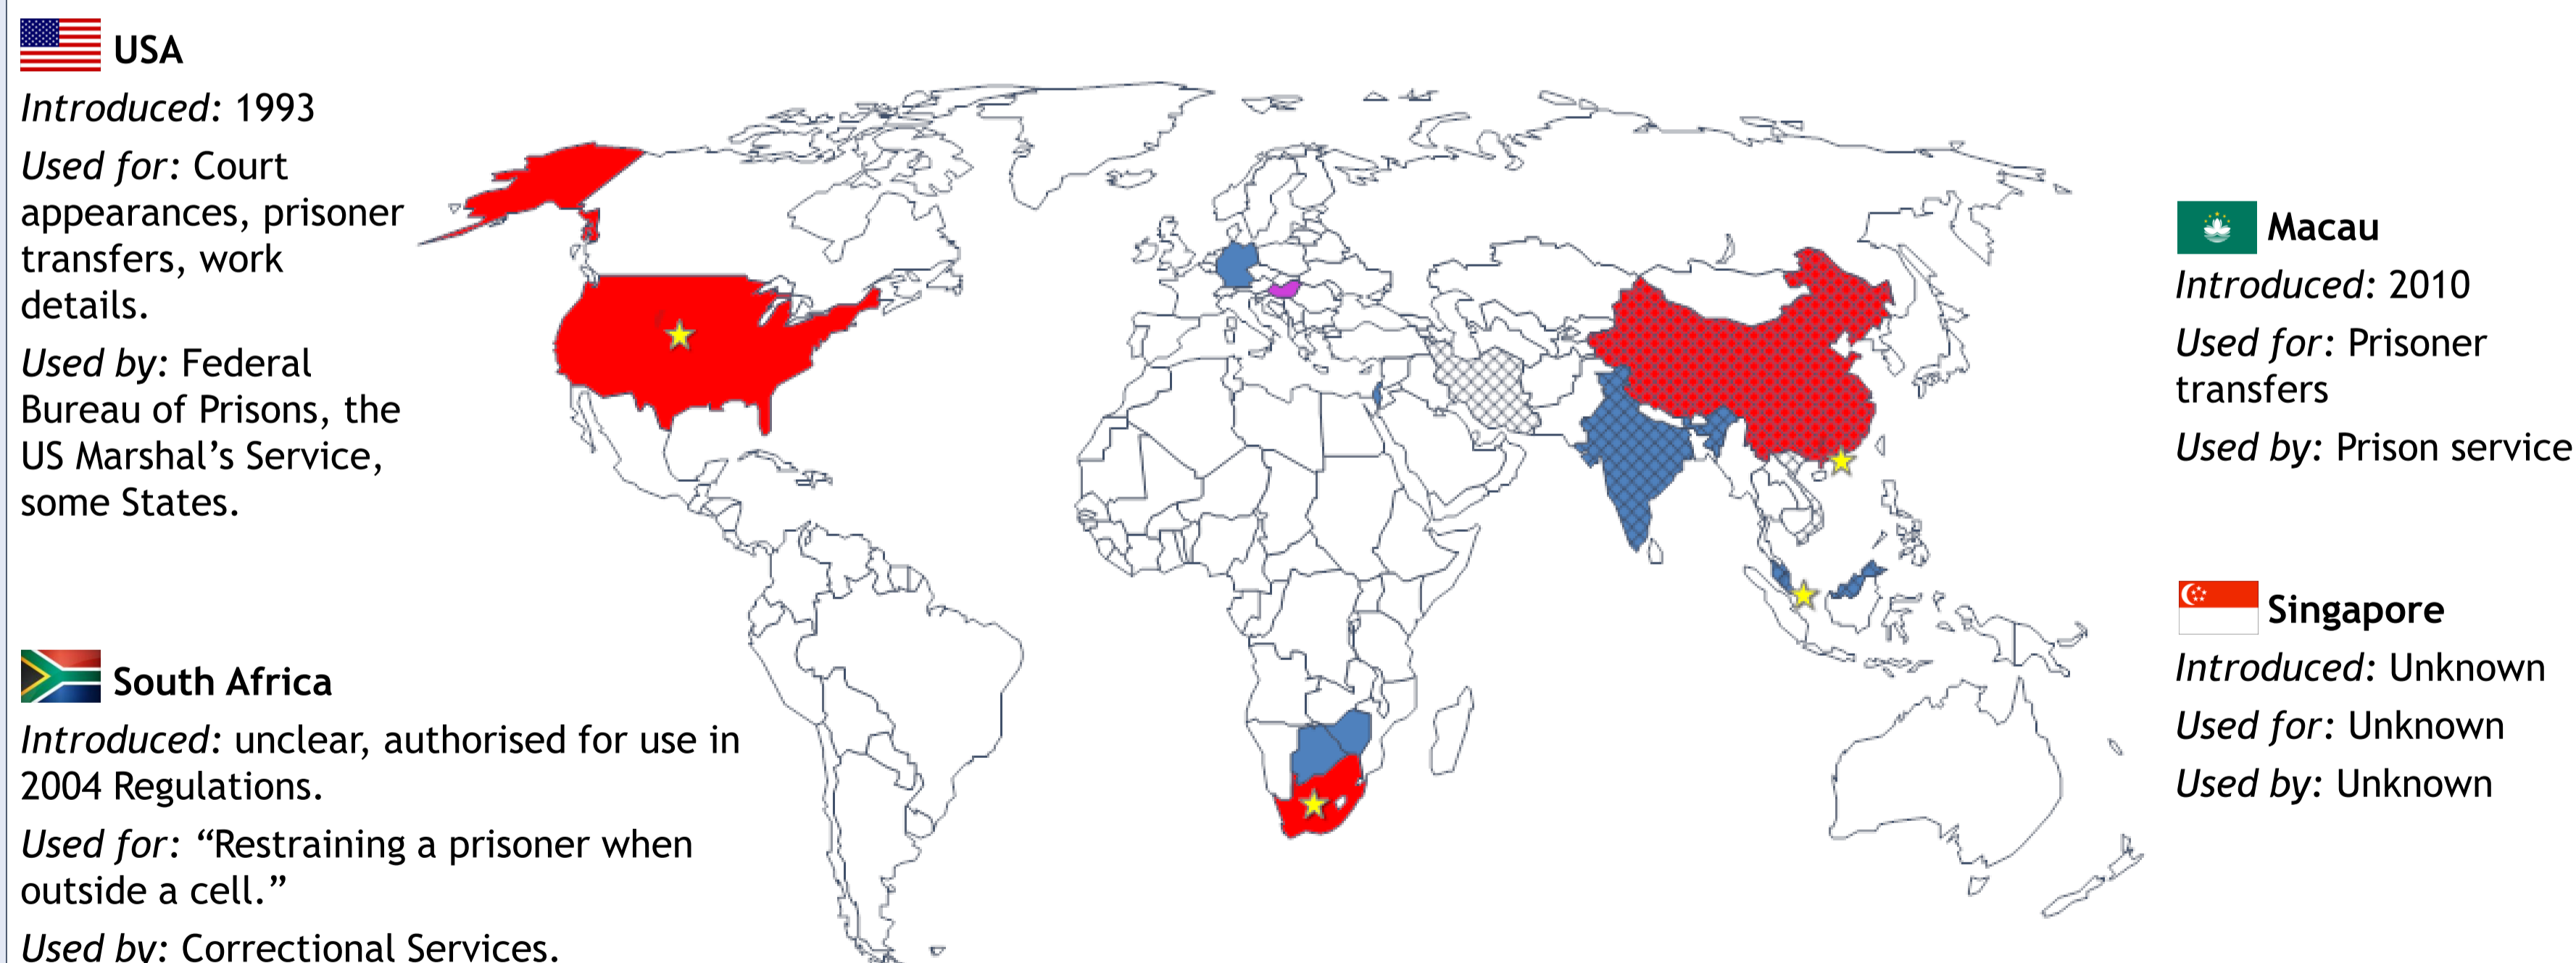 USA
Introduced: 1993
Used for: Court
appearances, prisoner
transfers, work
details.
Used by: Federal
Bureau of Prisons, the
US Marshal’s Service,
some States.
South Africa
Introduced: unclear, authorised for use in
2004 Regulations.
Used for: “Restraining a prisoner when
outside a cell.”
Used by: Correctional Services.
Macau
Introduced: 2010
Used for: Prisoner
transfers
Used by: Prison service
Singapore
Introduced: Unknown
Used for: Unknown
Used by: Unknown